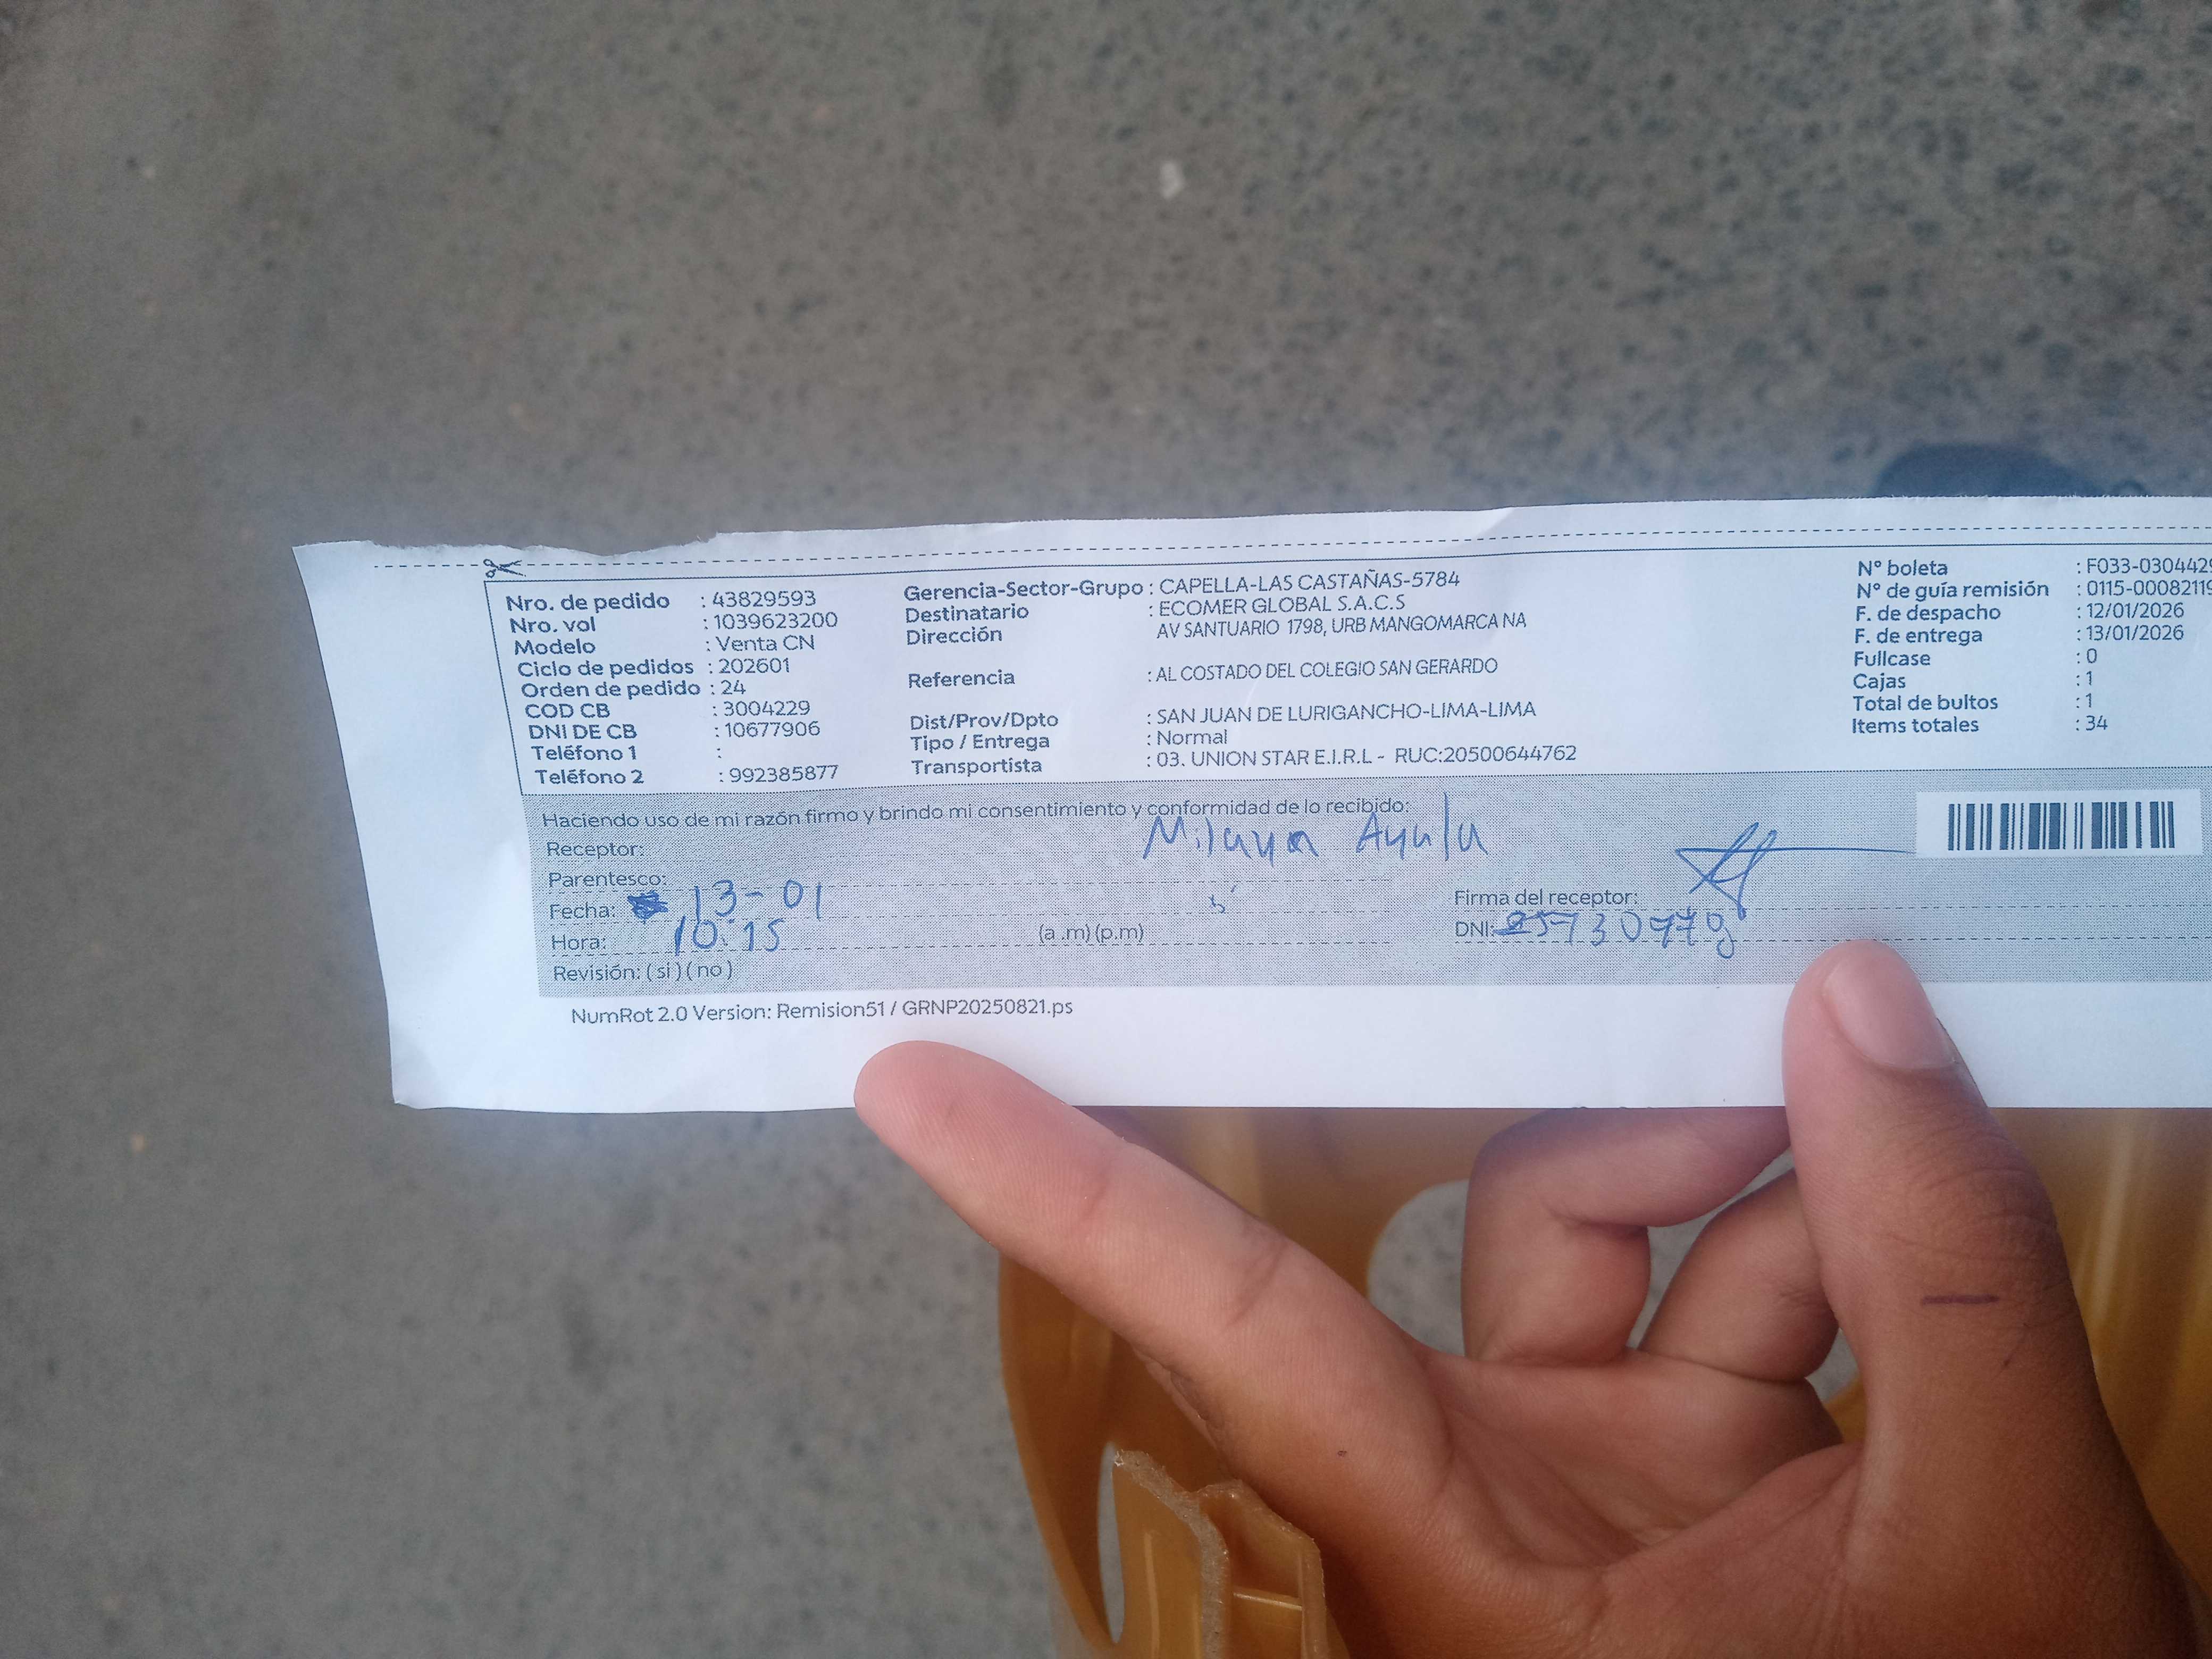 Nro. de pedido : 43829593
Nro. vol : 1039623200
Modelo : Venta CN
Ciclo de pedidos : 202601
Orden de pedido : 24
COD CB : 3004229
DNI DE CB : 10677906
Teléfono 1 :
Teléfono 2 : 992385877
Gerencia-Sector-Grupo : CAPELLA-LAS CASTAÑAS-5784
Destinatario : ECOMER GLOBAL S.A.C.S
Dirección AV SANTUARIO 1798, URB MANGOMARCA NA
Referencia : AL COSTADO DEL COLEGIO SAN GERARDO
Dist/Prov/Dpto : SAN JUAN DE LURIGANCHO-LIMA-LIMA
Tipo / Entrega : Normal
Transportista : 03. UNION STAR E.I.R.L - RUC:20500644762
N° boleta : F033-0304429
N° de guía remisión : 0115-00082119
F. de despacho : 12/01/2026
F. de entrega : 13/01/2026
Fullcase : 0
Cajas : 1
Total de bultos : 1
Items totales : 34
Haciendo uso de mi razón firmo y brindo mi consentimiento y conformidad de lo recibido:
Receptor: Ayala
Parentesco:
Fecha: 13-01
Hora: 10:15 (a .m) (p.m)
Revisión: ( si ) ( no )
Firma del receptor:
DNI:
NumRot 2.0 Version: Remision51 / GRNP20250821.ps